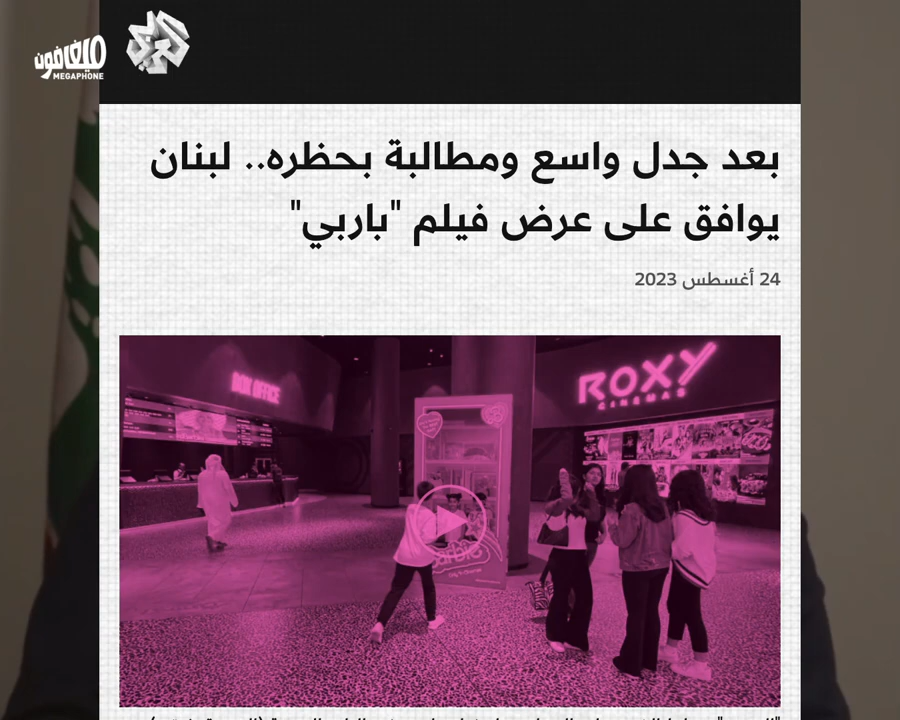 ميغافون
MEGAPHONE
بعد جدل واسع ومطالبة بحظره.. لبنان
يوافق على عرض فيلم "باربي"
24 أغسطس 2023
BOX OFFICE
ROXY
CINEMAS
Barbie